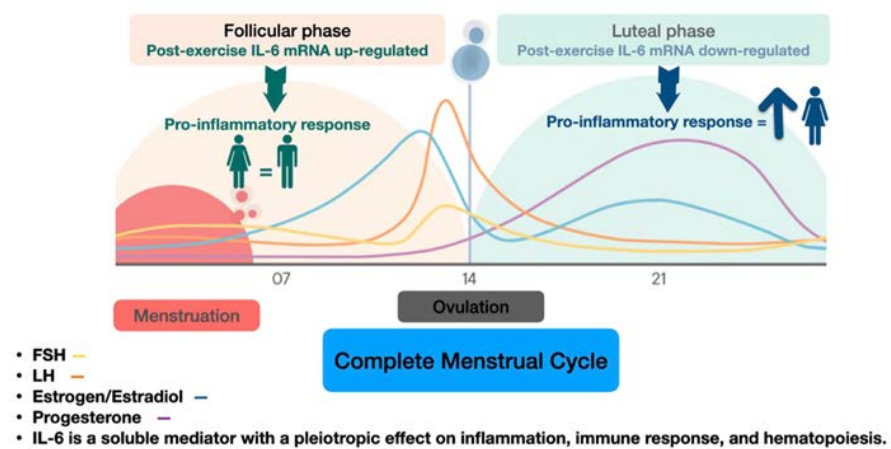 Follicular phase
Post-exercise IL-6 mRNA up-regulated
Luteal phase
Post-exercise IL-6 mRNA down-regulated
Pro-inflammatory response
=
Pro-inflammatory response =
07
14
21
Menstruation
Ovulation
Complete Menstrual Cycle
• FSH
• LH
• Estrogen/Estradiol
• Progesterone
• IL-6 is a soluble mediator with a pleiotropic effect on inflammation, immune response, and hematopoiesis.